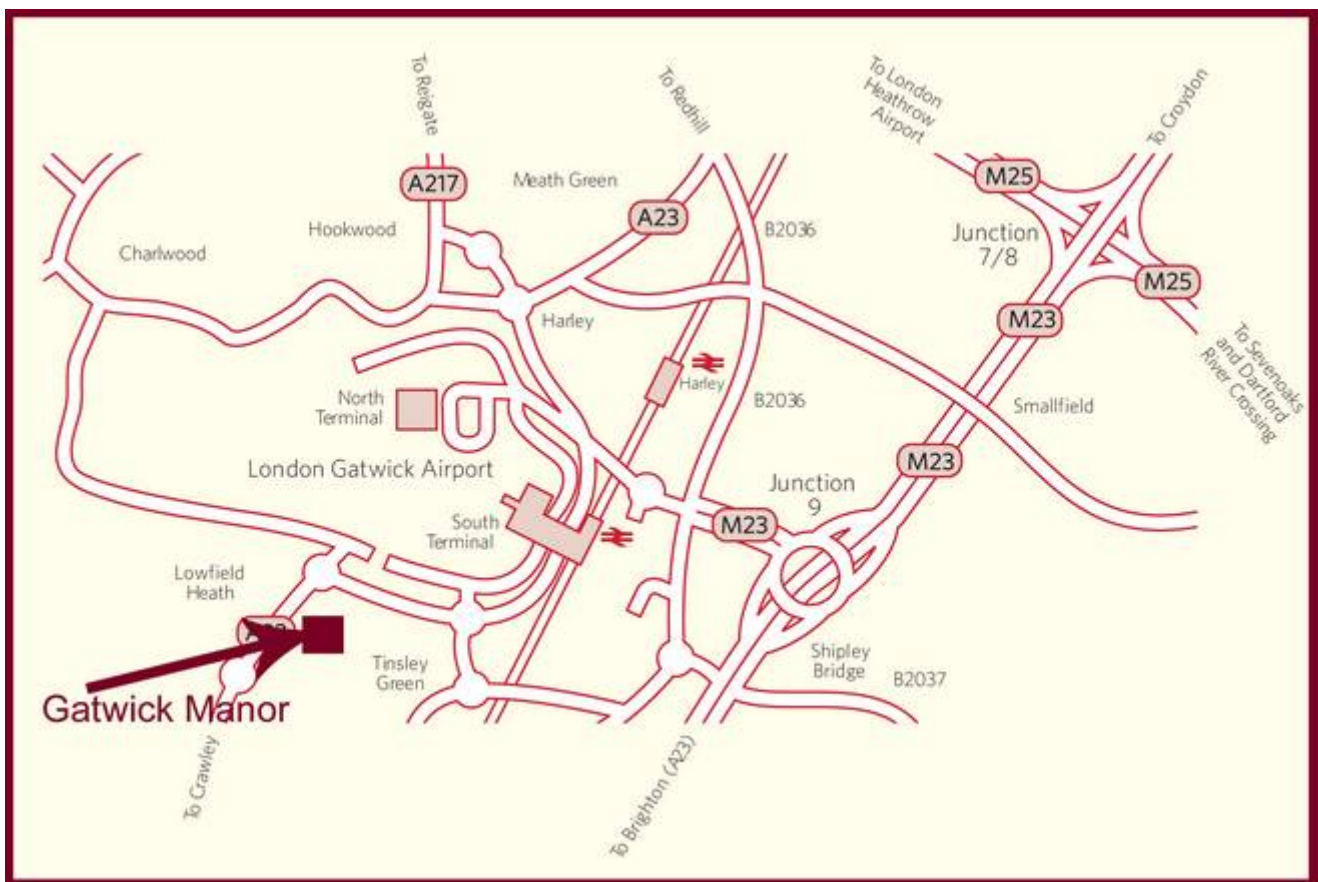 To Reigate
To Redhill
To London
Heathrow
Airport
To Croydon
A217
Meath Green
M25
A23
Hookwood
B2036
Junction
7/8
Charlwood
M25
Harley
M23
To Sevenoaks
and Dartford
River Crossing
Harley
North
Terminal
B2036
Smallfield
London Gatwick Airport
M23
Junction
9
South
Terminal
M23
Lowfield
Heath
Tinsley
Green
Shipley
Bridge
B2037
Gatwick Manor
To Crawley
To Brighton (A23)